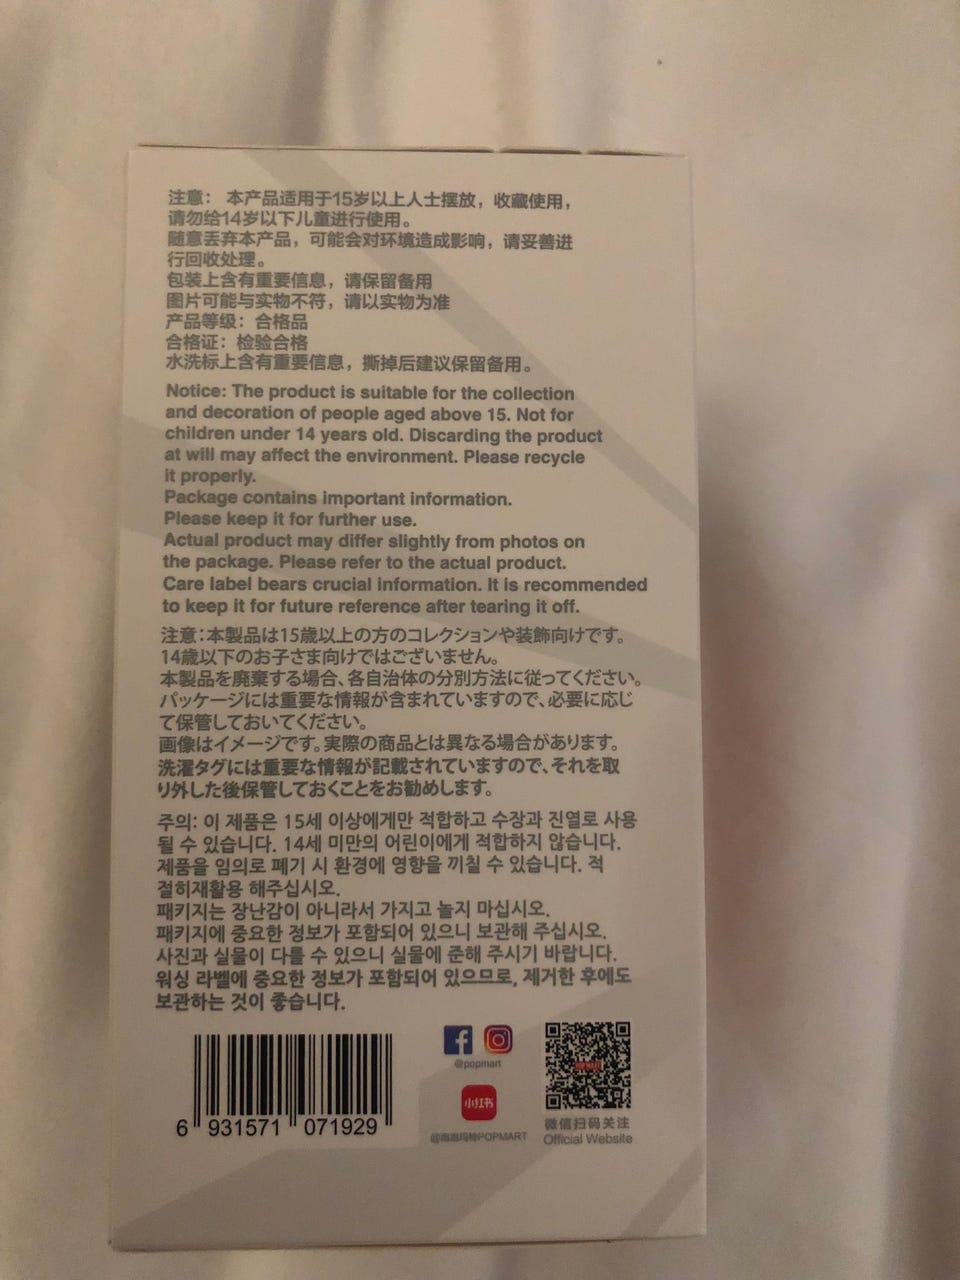 注意： 本产品适用于15岁以上人士摆放，收藏使用，
请勿给14岁以下儿童进行使用。
随意丢弃本产品，可能会对环境造成影响，请妥善进
行回收处理。
包装上含有重要信息，请保留备用
图片可能与实物不符，请以实物为准
产品等级：合格品
合格证：检验合格
水洗标上含有重要信息，撕掉后建议保留备用。
Notice: The product is suitable for the collection
and decoration of people aged above 15. Not for
children under 14 years old. Discarding the product
at will may affect the environment. Please recycle
it properly.
Package contains important information.
Please keep it for further use.
Actual product may differ slightly from photos on
the package. Please refer to the actual product.
Care label bears crucial information. It is recommended
to keep it for future reference after tearing it off.
注意：本製品は15歳以上の方のコレクションや装飾向けです。
14歳以下のお子さま向けではございません。
本製品を廃棄する場合、各自治体の分別方法に従ってください。
パッケージには重要な情報が含まれていますので、必要に応じ
て保管しておいてください。
画像はイメージです。実際の商品とは異なる場合があります。
洗濯タグには重要な情報が記載されていますので、それを取
り外した後保管しておくことをお勧めします。
주의: 이 제품은 15세 이상에게만 적합하고 수장과 진열로 사용
될 수 있습니다. 14세 미만의 어린이에게 적합하지 않습니다.
제품을 임의로 폐기 시 환경에 영향을 끼칠 수 있습니다. 적
절히재활용 해주십시오.
패키지는 장난감이 아니라서 가지고 놀지 마십시오.
패키지에 중요한 정보가 포함되어 있으니 보관해 주십시오.
사진과 실물이 다를 수 있으니 실물에 준해 주시기 바랍니다.
워싱 라벨에 중요한 정보가 포함되어 있으므로, 제거한 후에도
보관하는 것이 좋습니다.
@popmart
小红书
@泡泡玛特POPMART
POP MART
微信扫码关注
Official Website
6 931571 071929